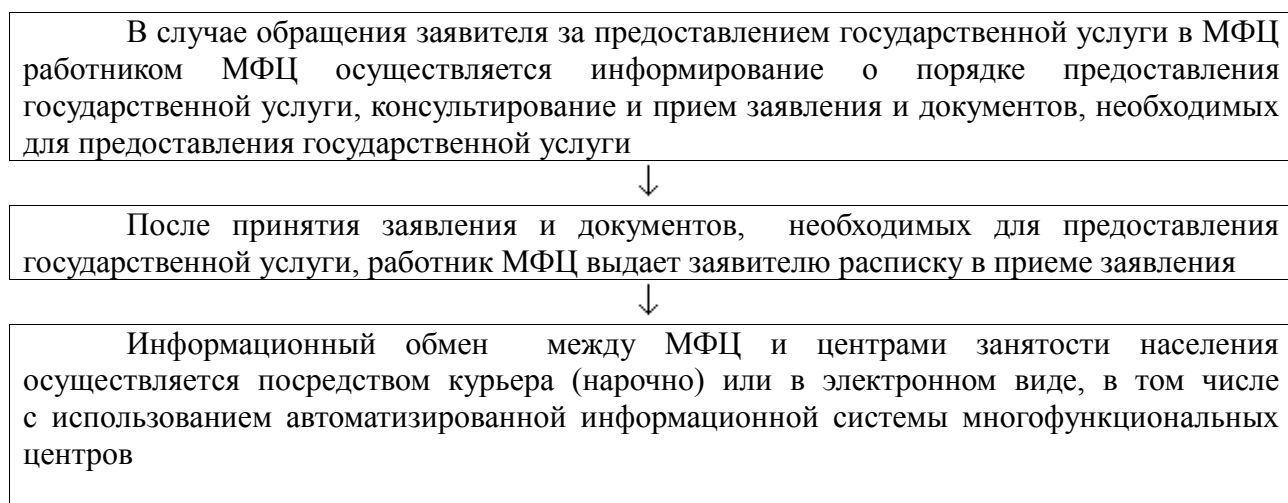 В случае обращения заявителя за предоставлением государственной услуги в МФЦ
работником МФЦ осуществляется информирование о порядке предоставления
государственной услуги, консультирование и прием заявления и документов, необходимых
для предоставления государственной услуги
↓
После принятия заявления и документов, необходимых для предоставления
государственной услуги, работник МФЦ выдает заявителю расписку в приеме заявления
↓
Информационный обмен между МФЦ и центрами занятости населения
осуществляется посредством курьера (нарочно) или в электронном виде, в том числе
с использованием автоматизированной информационной системы многофункциональных
центров